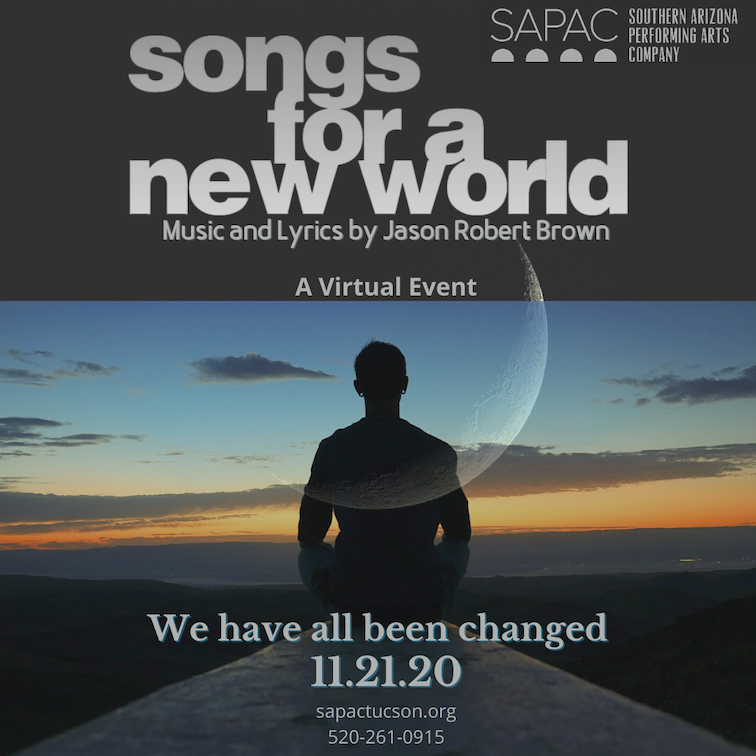 SAPAC
SOUTHERN ARIZONA
PERFORMING ARTS
COMPANY
songs
for a
new world
Music and Lyrics by Jason Robert Brown
A Virtual Event
We have all been changed
11.21.20
sapactucson.org
520-261-0915